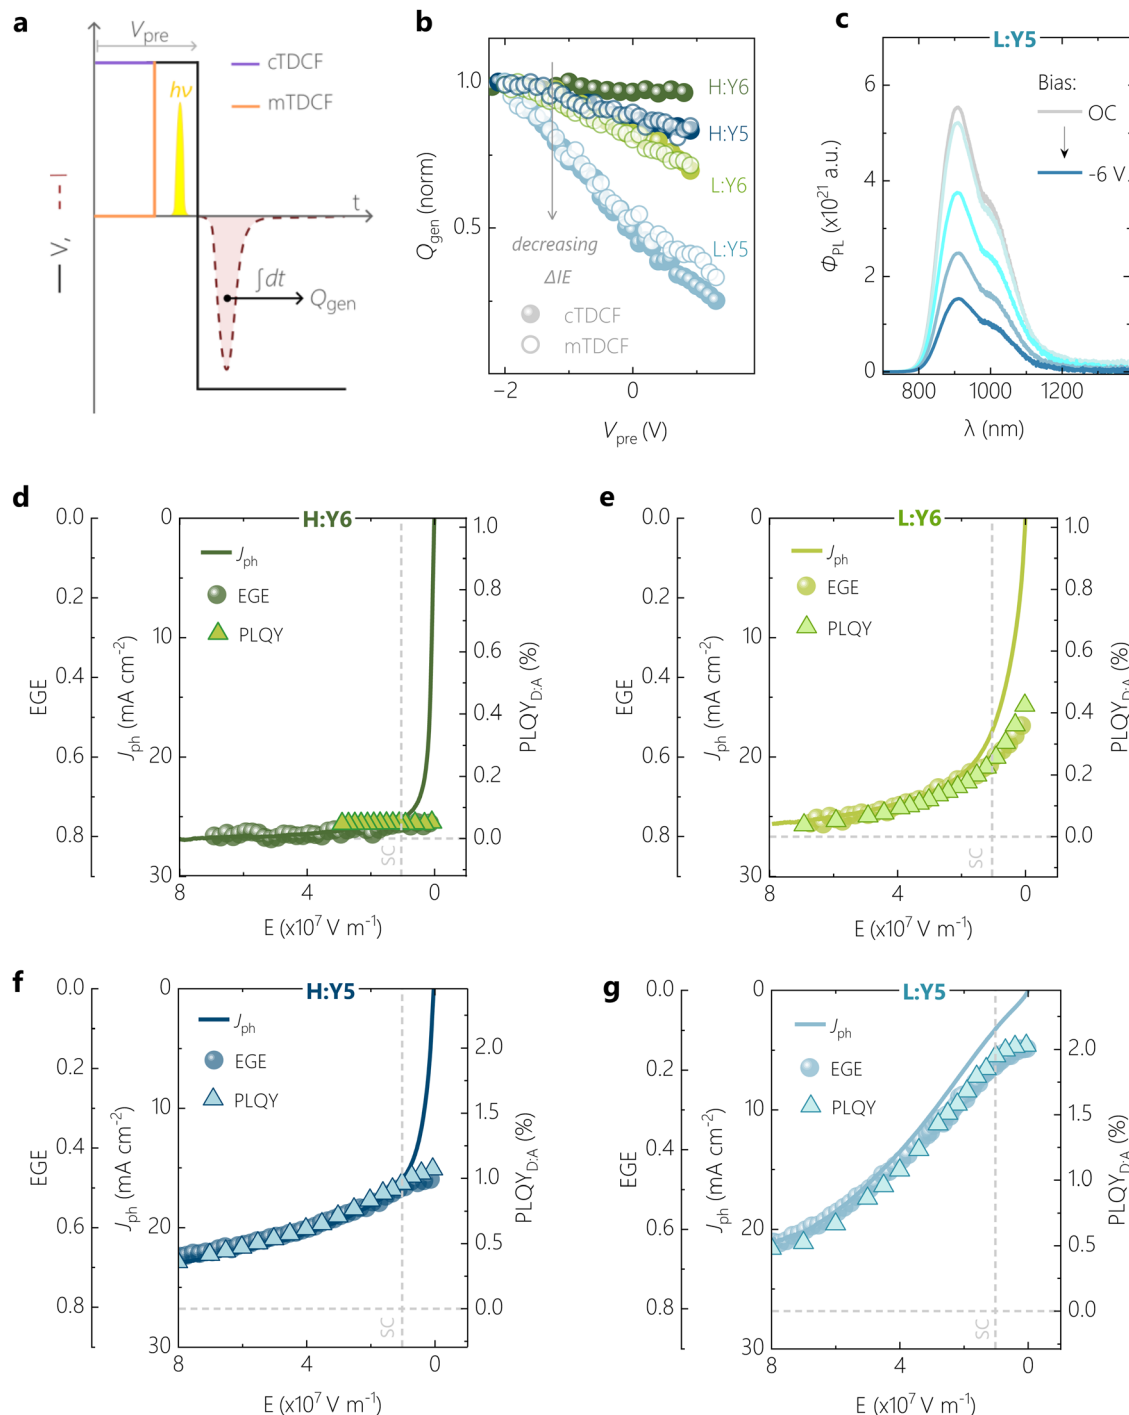 a
V_pre
cTDCF
mTDCF
hν
t
∫dt
Q_gen
V, I
b
1.0
0.5
Q_gen (norm)
H:Y6
H:Y5
L:Y6
L:Y5
decreasing
ΔIE
cTDCF
mTDCF
−2
0
V_pre (V)
c
L:Y5
Bias:
OC
-6 V
6
4
2
0
Φ_PL (x10^21 a.u.)
800
1000
1200
λ (nm)
d
H:Y6
0.0
0.2
0.4
0.6
0.8
EGE
0
10
20
30
J_ph (mA cm^-2)
J_ph
EGE
PLQY
SC
1.0
0.8
0.6
0.4
0.2
0.0
PLQY_D:A (%)
8
4
0
E (x10^7 V m^-1)
e
L:Y6
0.0
0.2
0.4
0.6
0.8
EGE
0
10
20
30
J_ph (mA cm^-2)
J_ph
EGE
PLQY
SC
1.0
0.8
0.6
0.4
0.2
0.0
PLQY_D:A (%)
8
4
0
E (x10^7 V m^-1)
f
H:Y5
0.0
0.2
0.4
0.6
0.8
EGE
0
10
20
30
J_ph (mA cm^-2)
J_ph
EGE
PLQY
SC
2.0
1.5
1.0
0.5
0.0
PLQY_D:A (%)
8
4
0
E (x10^7 V m^-1)
g
L:Y5
0.0
0.2
0.4
0.6
0.8
EGE
0
10
20
30
J_ph (mA cm^-2)
J_ph
EGE
PLQY
SC
2.0
1.5
1.0
0.5
0.0
PLQY_D:A (%)
8
4
0
E (x10^7 V m^-1)